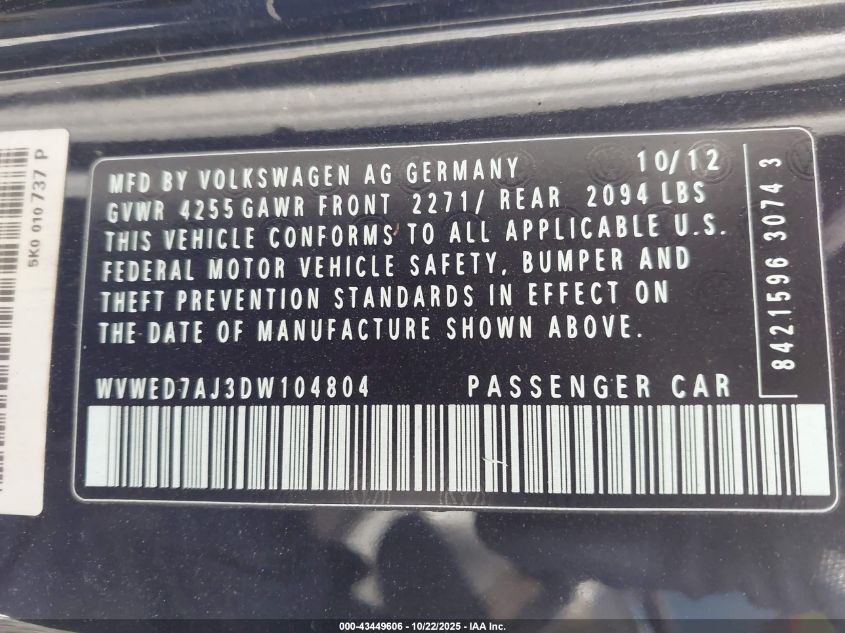 MFD BY VOLKSWAGEN AG GERMANY 10/12
GVWR 4255 GAWR FRONT 2271/ REAR 2094 LBS
THIS VEHICLE CONFORMS TO ALL APPLICABLE U.S.
FEDERAL MOTOR VEHICLE SAFETY, BUMPER AND
THEFT PREVENTION STANDARDS IN EFFECT ON
THE DATE OF MANUFACTURE SHOWN ABOVE.
WVWED7AJ3DW104804 PASSENGER CAR
8421596 3074 3
5K0 010 737 P
000-43449606 - 10/22/2025 - IAA Inc.